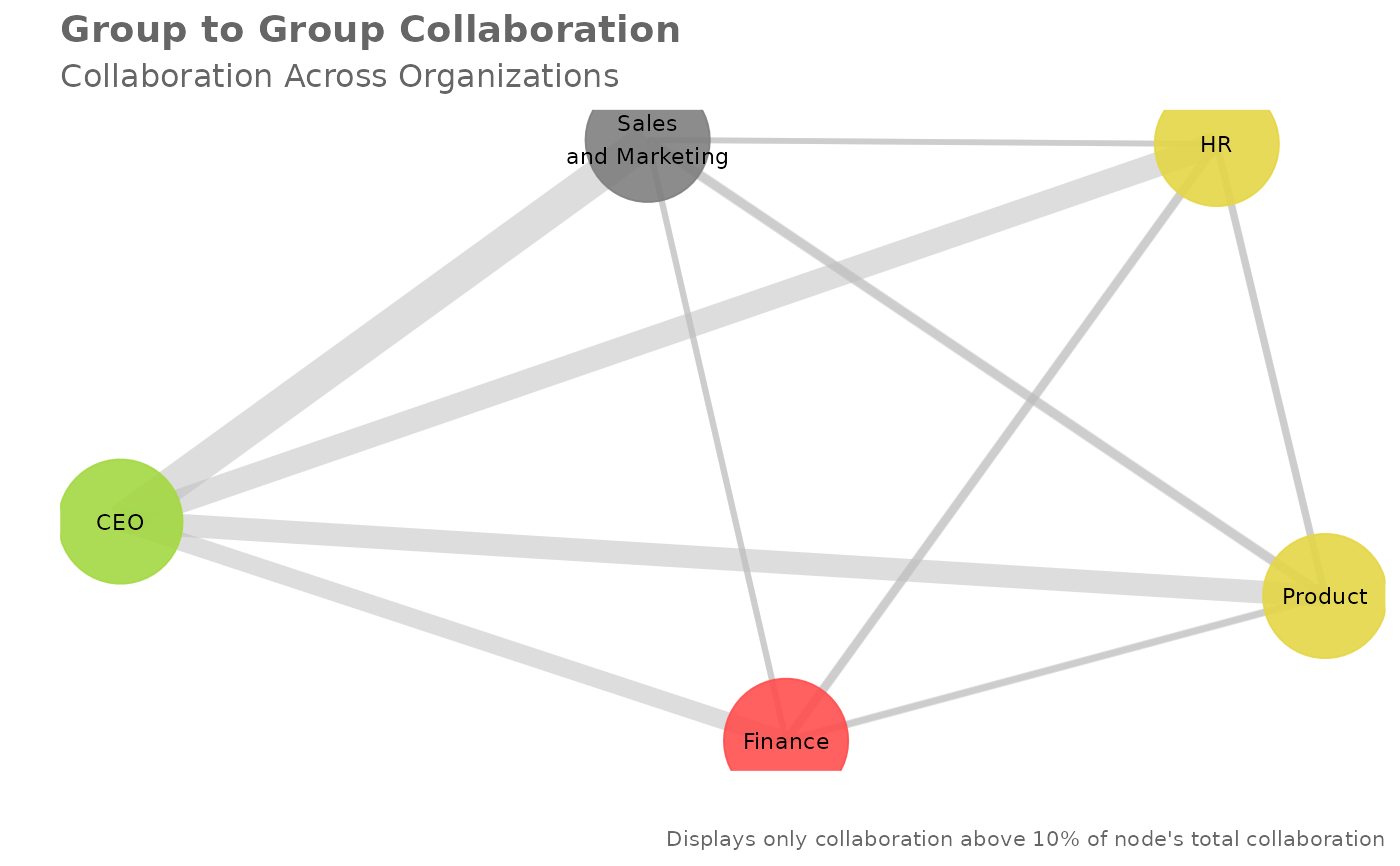 Group to Group Collaboration
Collaboration Across Organizations
Sales
and Marketing
HR
CEO
Product
Finance
Displays only collaboration above 10% of node's total collaboration